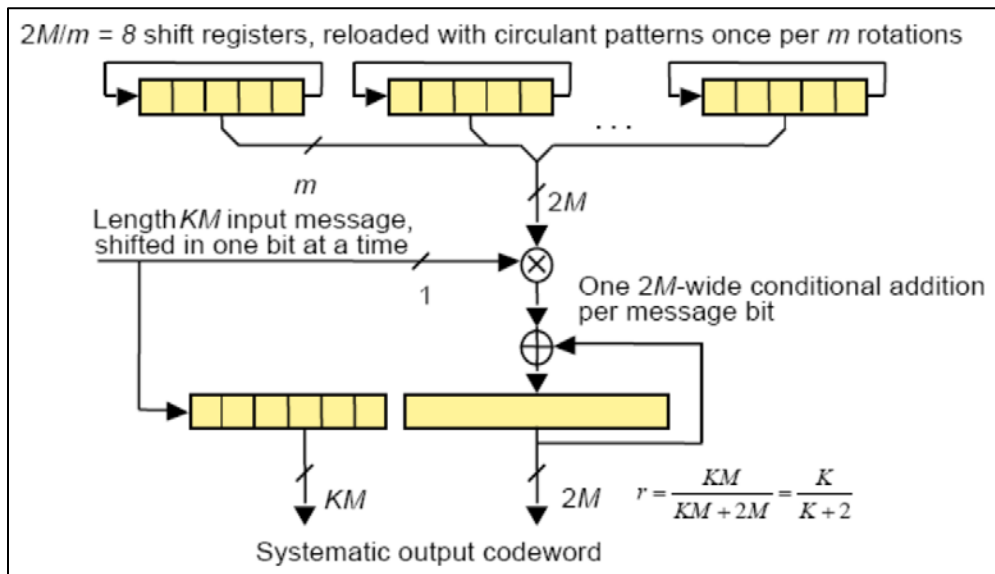 2M/m = 8 shift registers, reloaded with circulant patterns once per m rotations
. . .
m
2M
Length KM input message,
shifted in one bit at a time
1
One 2M-wide conditional addition
per message bit
KM
2M
r = KM / (KM + 2M) = K / (K + 2)
Systematic output codeword